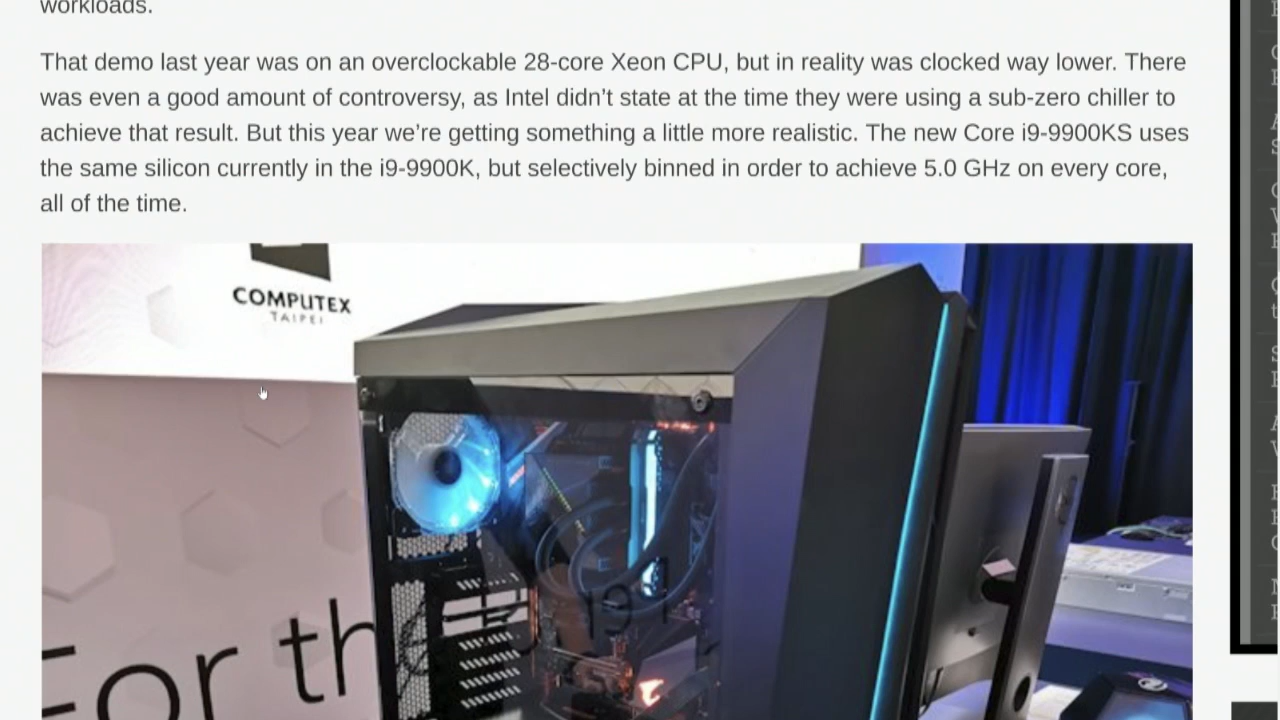 workloads.
That demo last year was on an overclockable 28-core Xeon CPU, but in reality was clocked way lower. There
was even a good amount of controversy, as Intel didn’t state at the time they were using a sub-zero chiller to
achieve that result. But this year we’re getting something a little more realistic. The new Core i9-9900KS uses
the same silicon currently in the i9-9900K, but selectively binned in order to achieve 5.0 GHz on every core,
all of the time.
COMPUTEX
TAIPEI
For th